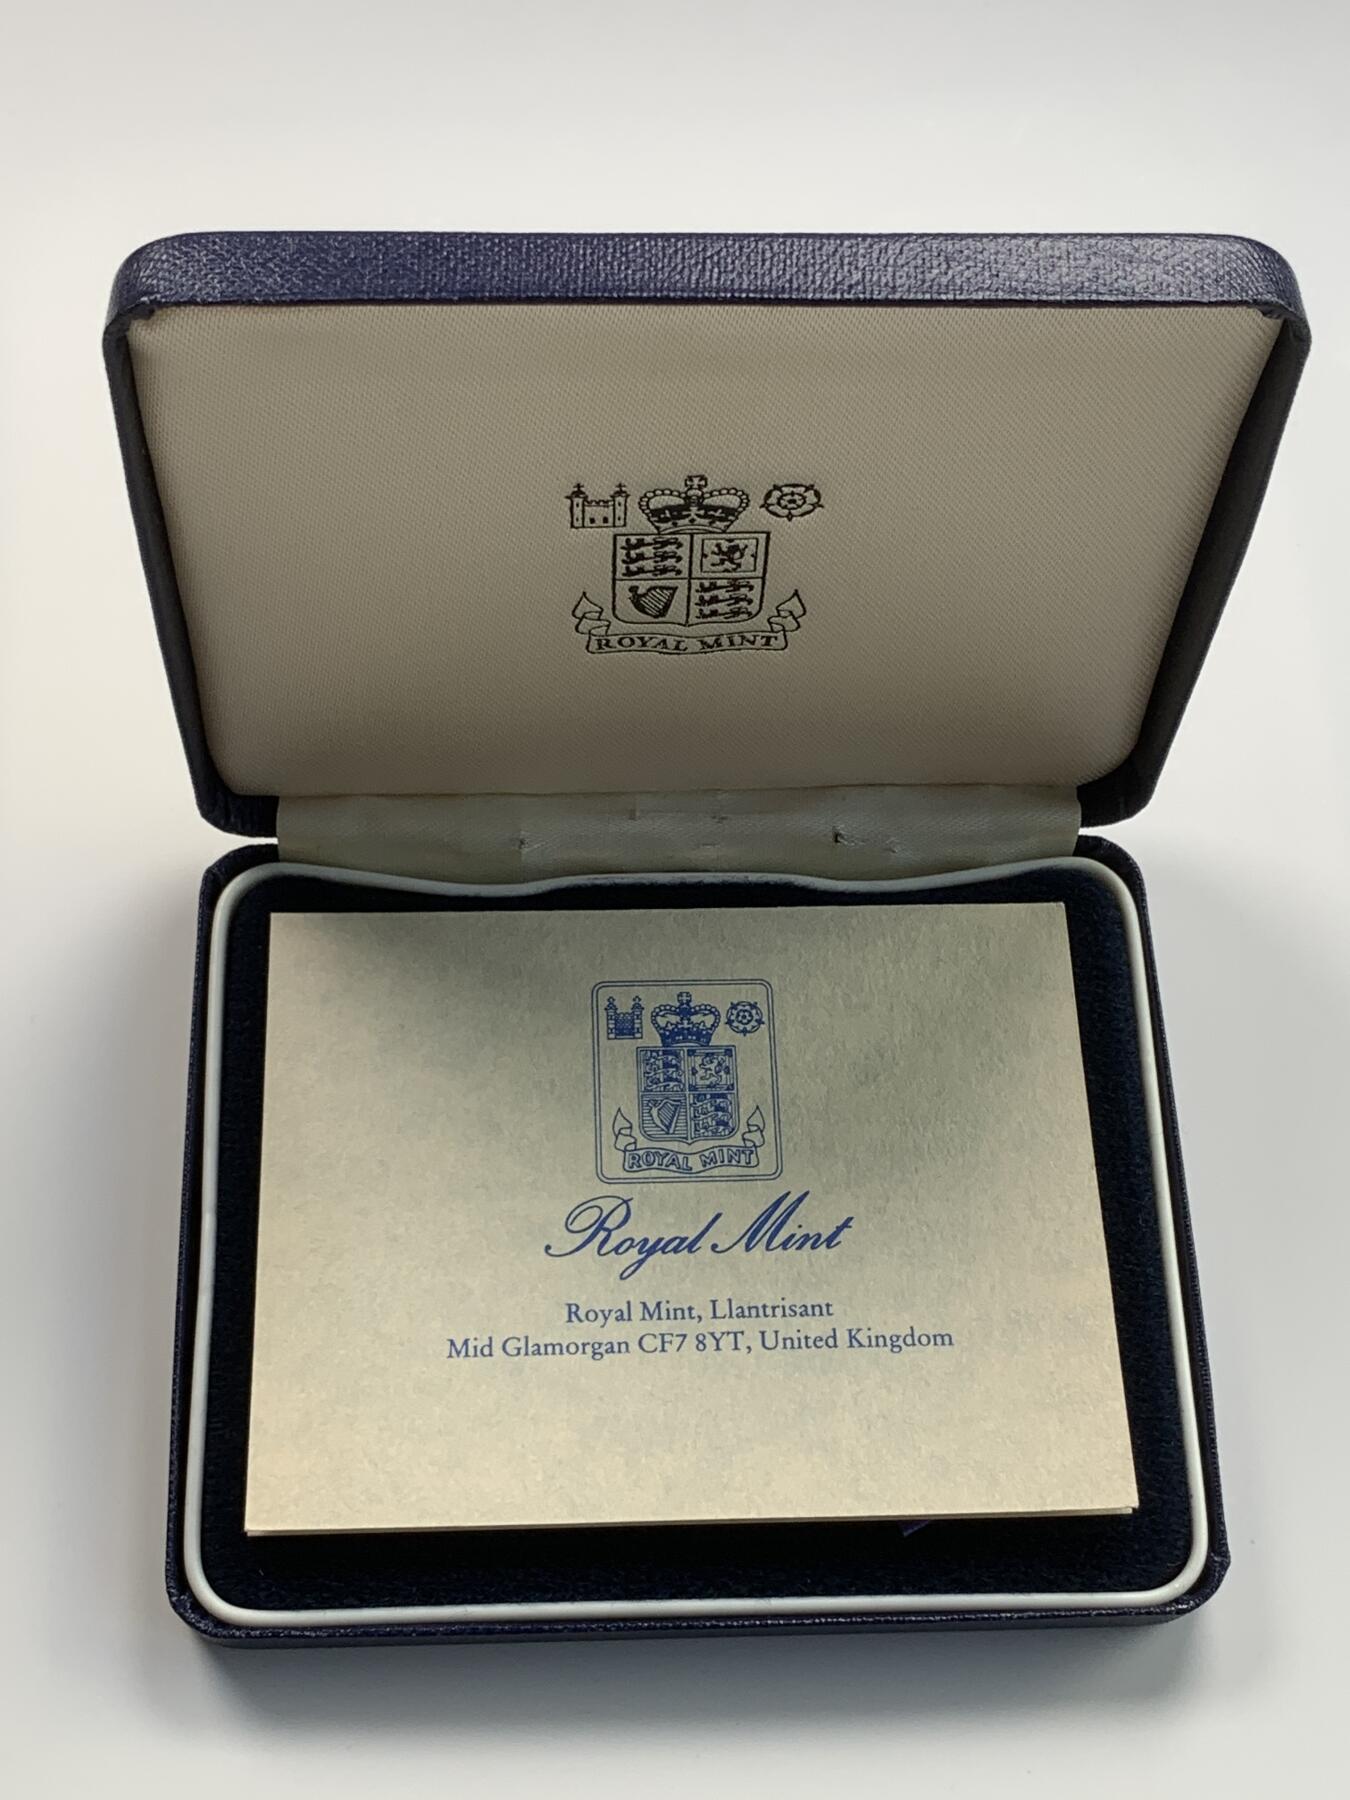 ROYAL MINT
ROYAL MINT
Royal Mint
Royal Mint, Llantrisant
Mid Glamorgan CF7 8YT, United Kingdom